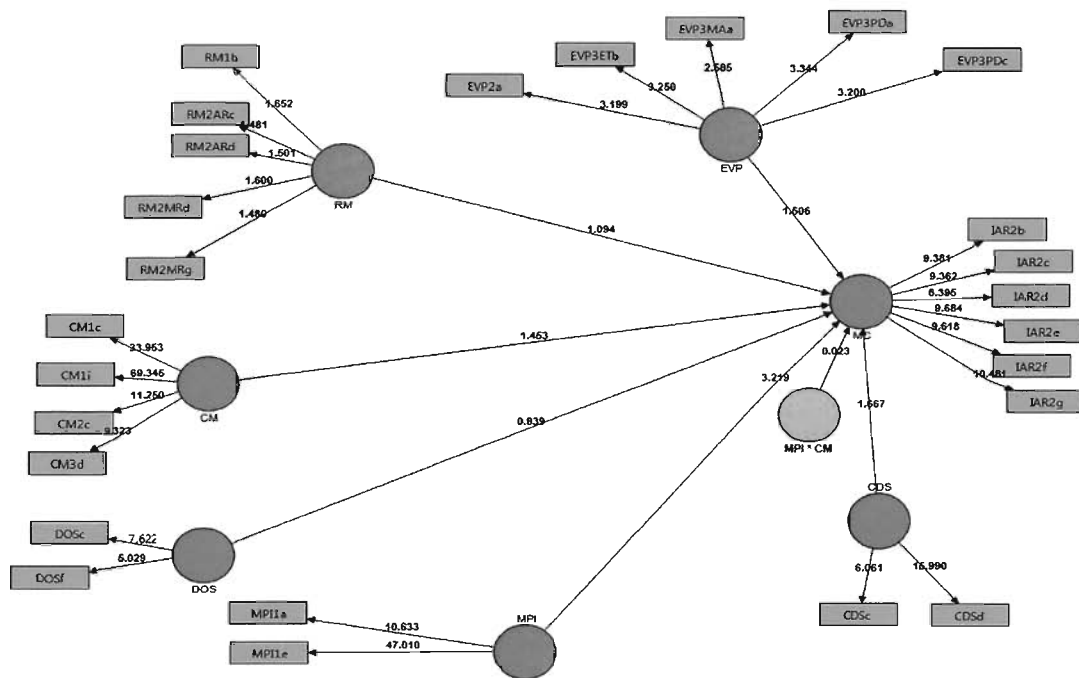 RM1b
1.652
RM2ARc
1.481
RM2ARd
1.501
RM2MRd
1.600
RM2MRg
1.480
RM
EVP2a
3.199
EVP3ETb
3.250
EVP3MAa
2.585
EVP3PDa
3.344
EVP3PDc
3.200
EVP
1.094
1.506
IAR2b
9.381
IAR2c
9.362
IAR2d
6.395
IAR2e
9.684
IAR2f
9.618
IAR2g
10.481
MC
CM1c
23.953
CM1i
69.345
CM2c
11.250
CM3d
9.323
CM
1.453
0.839
3.219
0.023
1.667
MPI * CM
CDS
6.061
15.990
CDSc
CDSd
DOSc
7.622
DOSf
5.029
DOS
MPI1a
10.633
MPI1e
47.010
MPI